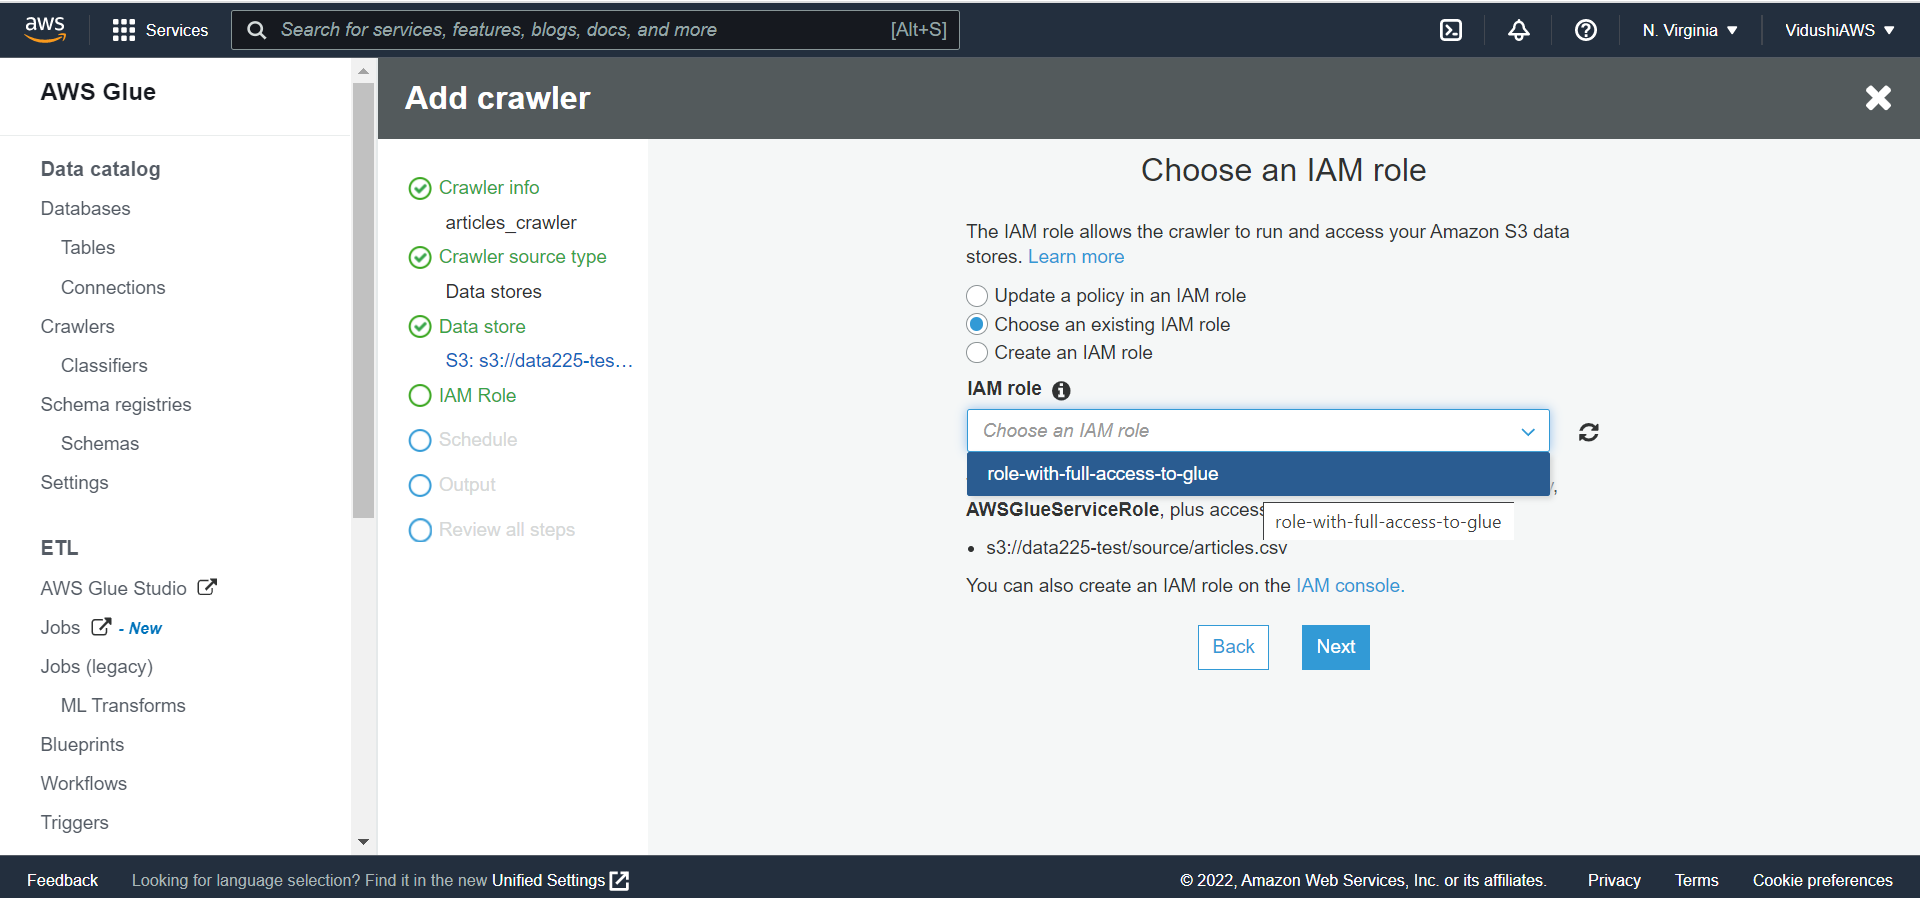 aws
Services
Search for services, features, blogs, docs, and more [Alt+S]
N. Virginia
VidushiAWS
AWS Glue
Data catalog
Databases
Tables
Connections
Crawlers
Classifiers
Schema registries
Schemas
Settings
ETL
AWS Glue Studio
Jobs - New
Jobs (legacy)
ML Transforms
Blueprints
Workflows
Triggers
Add crawler
Crawler info
articles_crawler
Crawler source type
Data stores
Data store
S3: s3://data225-tes...
IAM Role
Schedule
Output
Review all steps
Choose an IAM role
The IAM role allows the crawler to run and access your Amazon S3 data
stores. Learn more
Update a policy in an IAM role
Choose an existing IAM role
Create an IAM role
IAM role
Choose an IAM role
role-with-full-access-to-glue
AWSGlueServiceRole, plus access
role-with-full-access-to-glue
• s3://data225-test/source/articles.csv
You can also create an IAM role on the IAM console.
Back
Next
Feedback
Looking for language selection? Find it in the new Unified Settings
© 2022, Amazon Web Services, Inc. or its affiliates.
Privacy
Terms
Cookie preferences